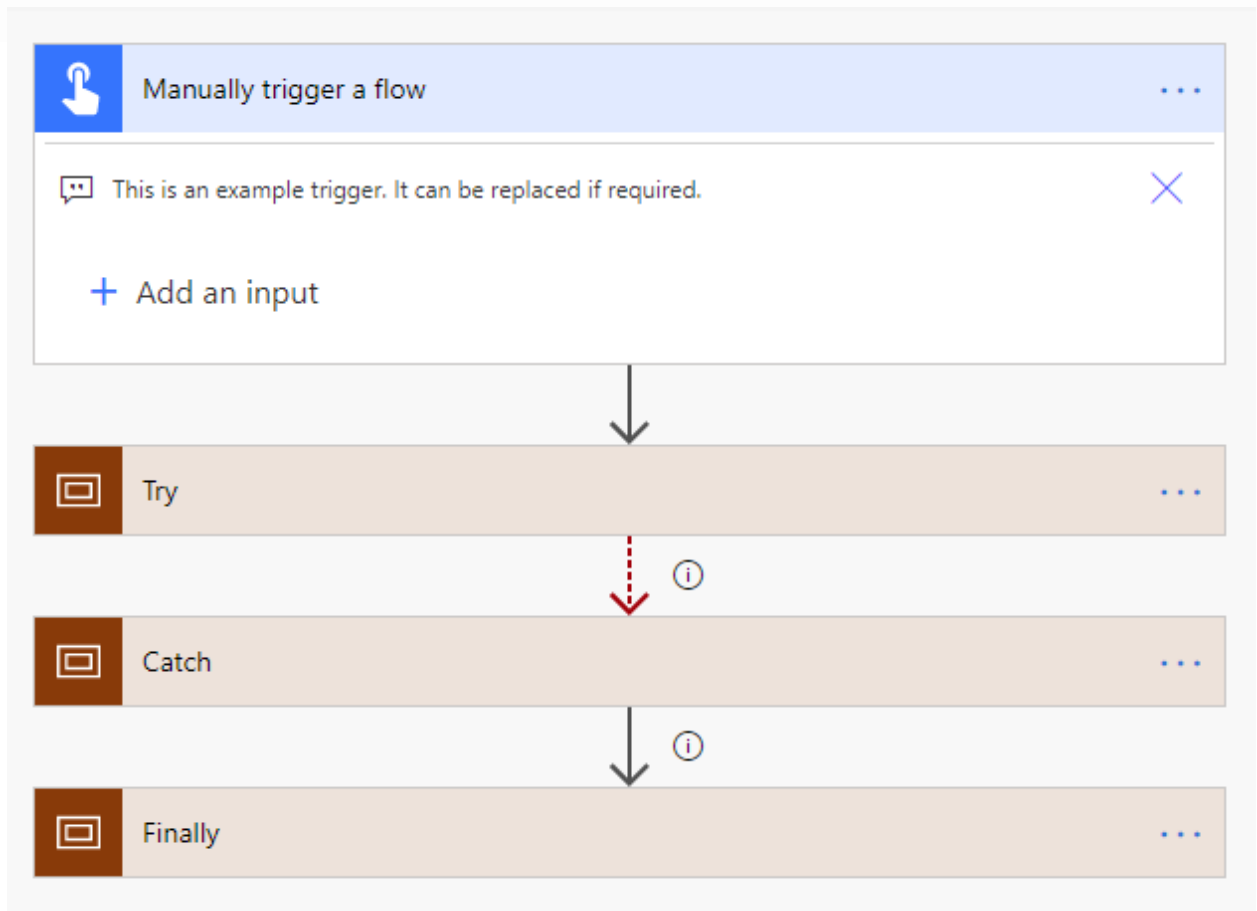 Manually trigger a flow
This is an example trigger. It can be replaced if required.
Add an input
Try
Catch
Finally